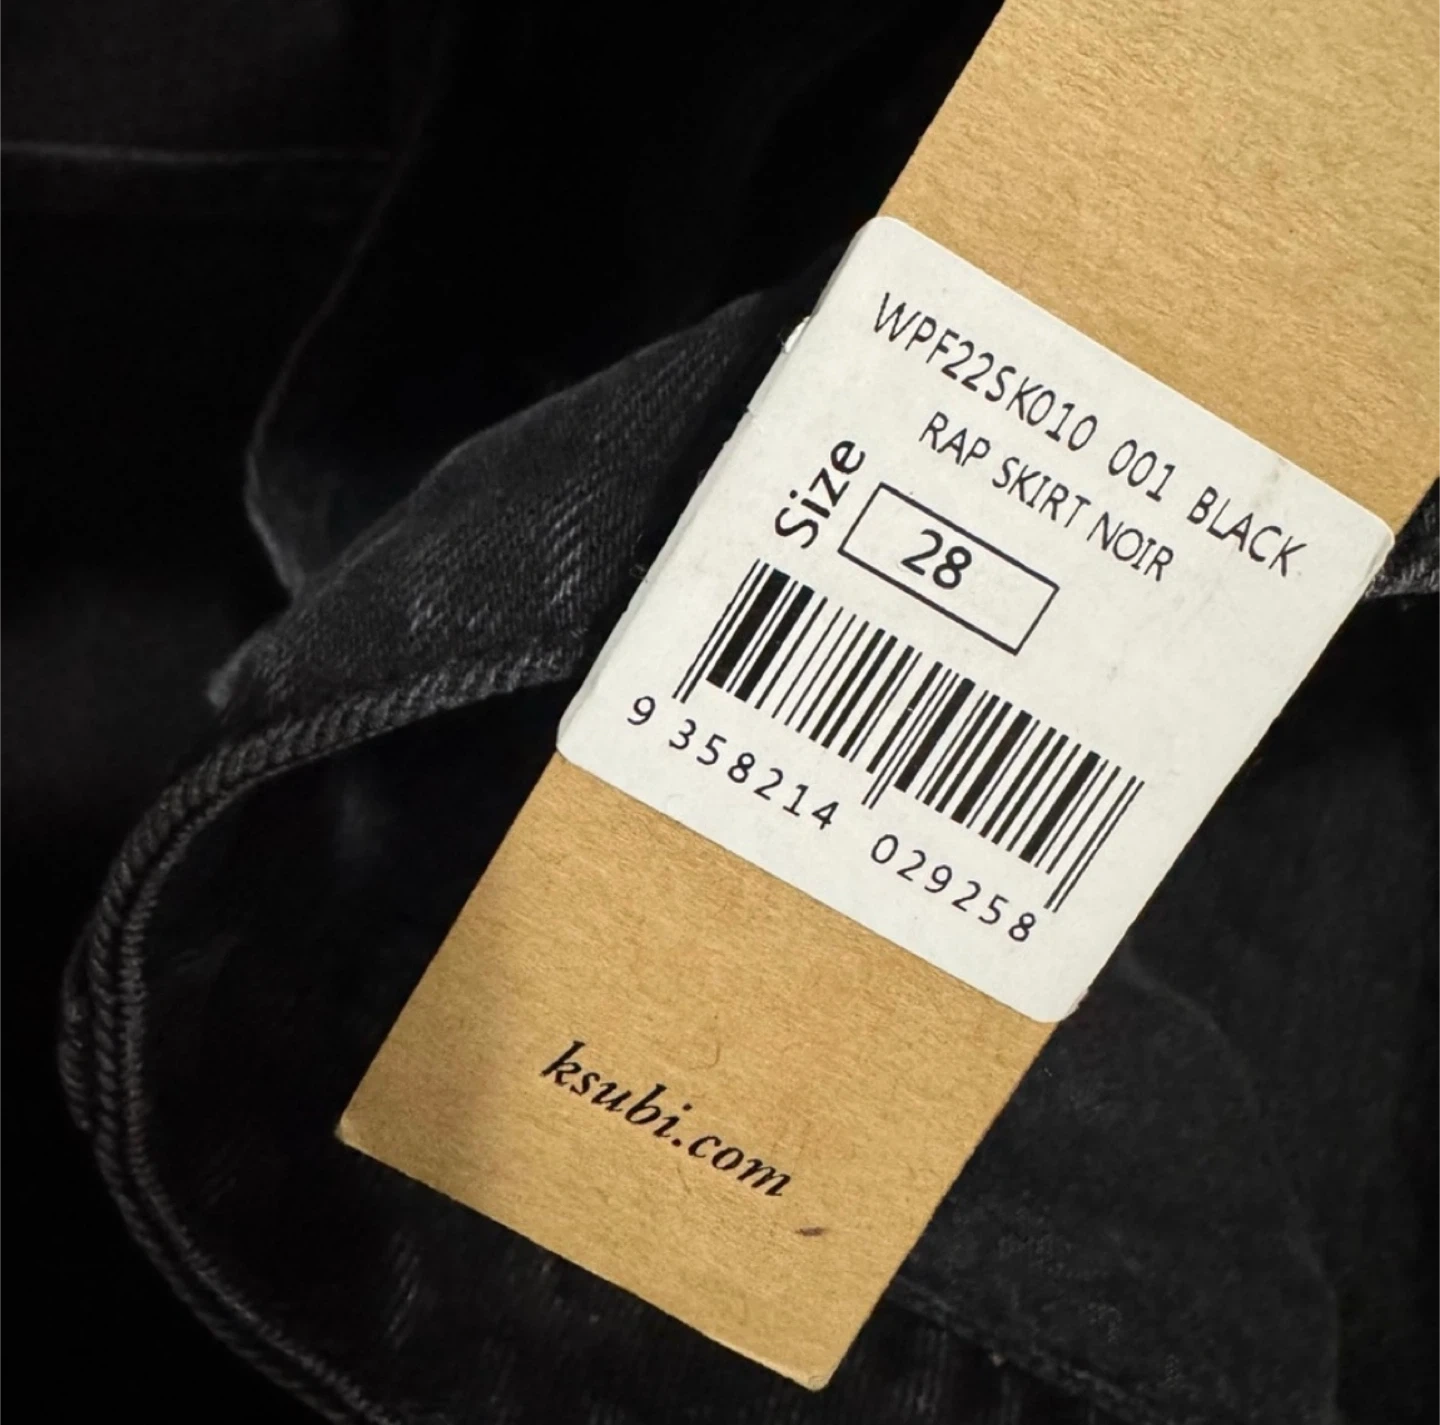 WPF22SK010 001 BLACK
RAP SKIRT NOIR
Size
28
9 358214 029258
ksubi.com